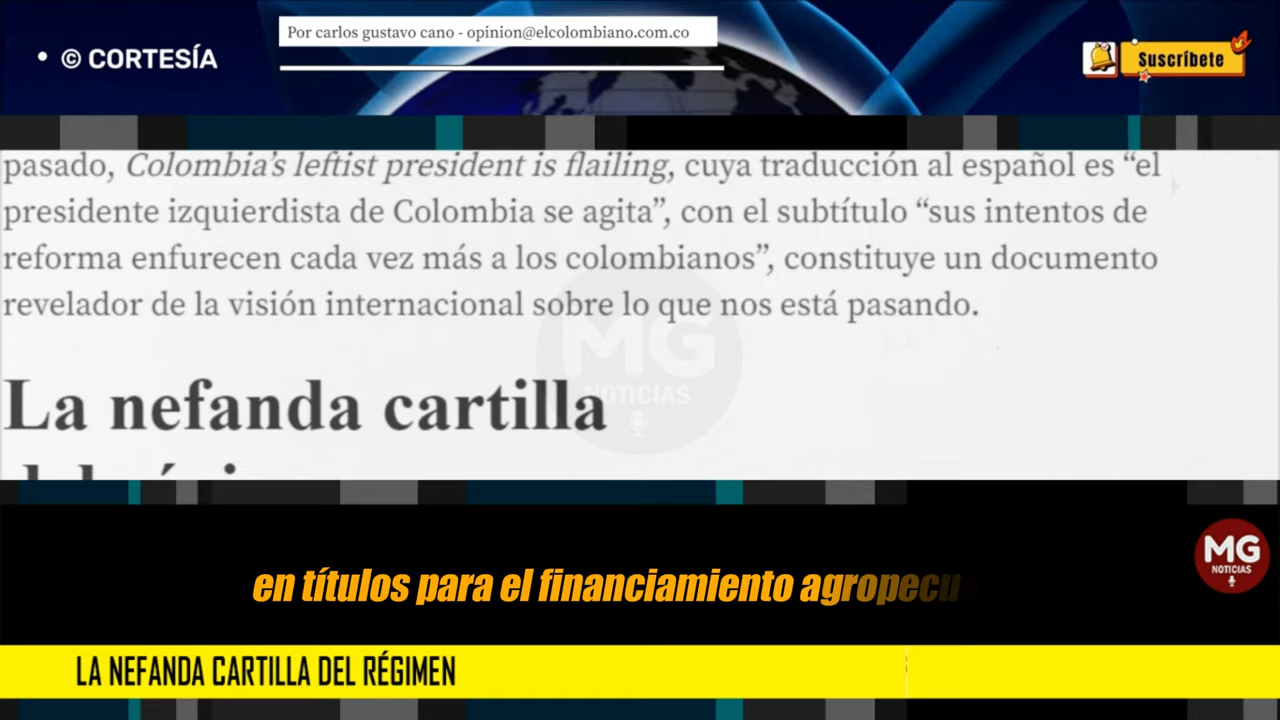 • © CORTESÍA
Por carlos gustavo cano - opinion@elcolombiano.com.co
Suscríbete
pasado, Colombia's leftist president is flailing, cuya traducción al español es “el
presidente izquierdista de Colombia se agita”, con el subtítulo “sus intentos de
reforma enfurecen cada vez más a los colombianos”, constituye un documento
revelador de la visión internacional sobre lo que nos está pasando.
MG
NOTICIAS
La nefanda cartilla
en títulos para el financiamiento agropecu
MG
NOTICIAS
LA NEFANDA CARTILLA DEL RÉGIMEN